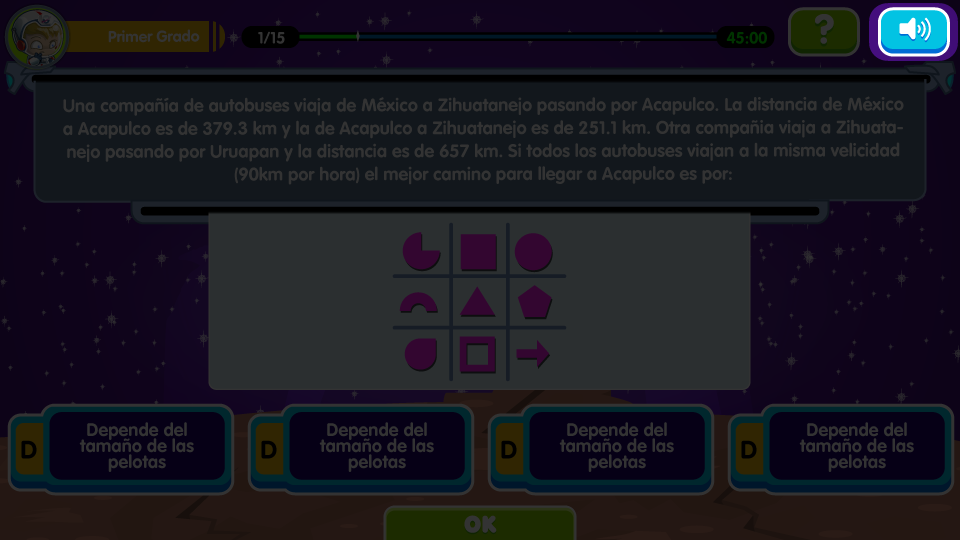 Primer Grado
1/15
45:00
?
Una compañía de autobuses viaja de México a Zihuatanejo pasando por Acapulco. La distancia de México
a Acapulco es de 379.3 km y la de Acapulco a Zihuatanejo es de 251.1 km. Otra compañia viaja a Zihuata-
nejo pasando por Uruapan y la distancia es de 657 km. Si todos los autobuses viajan a la misma velicidad
(90km por hora) el mejor camino para llegar a Acapulco es por:
D
Depende del
tamaño de las
pelotas
D
Depende del
tamaño de las
pelotas
D
Depende del
tamaño de las
pelotas
D
Depende del
tamaño de las
pelotas
OK